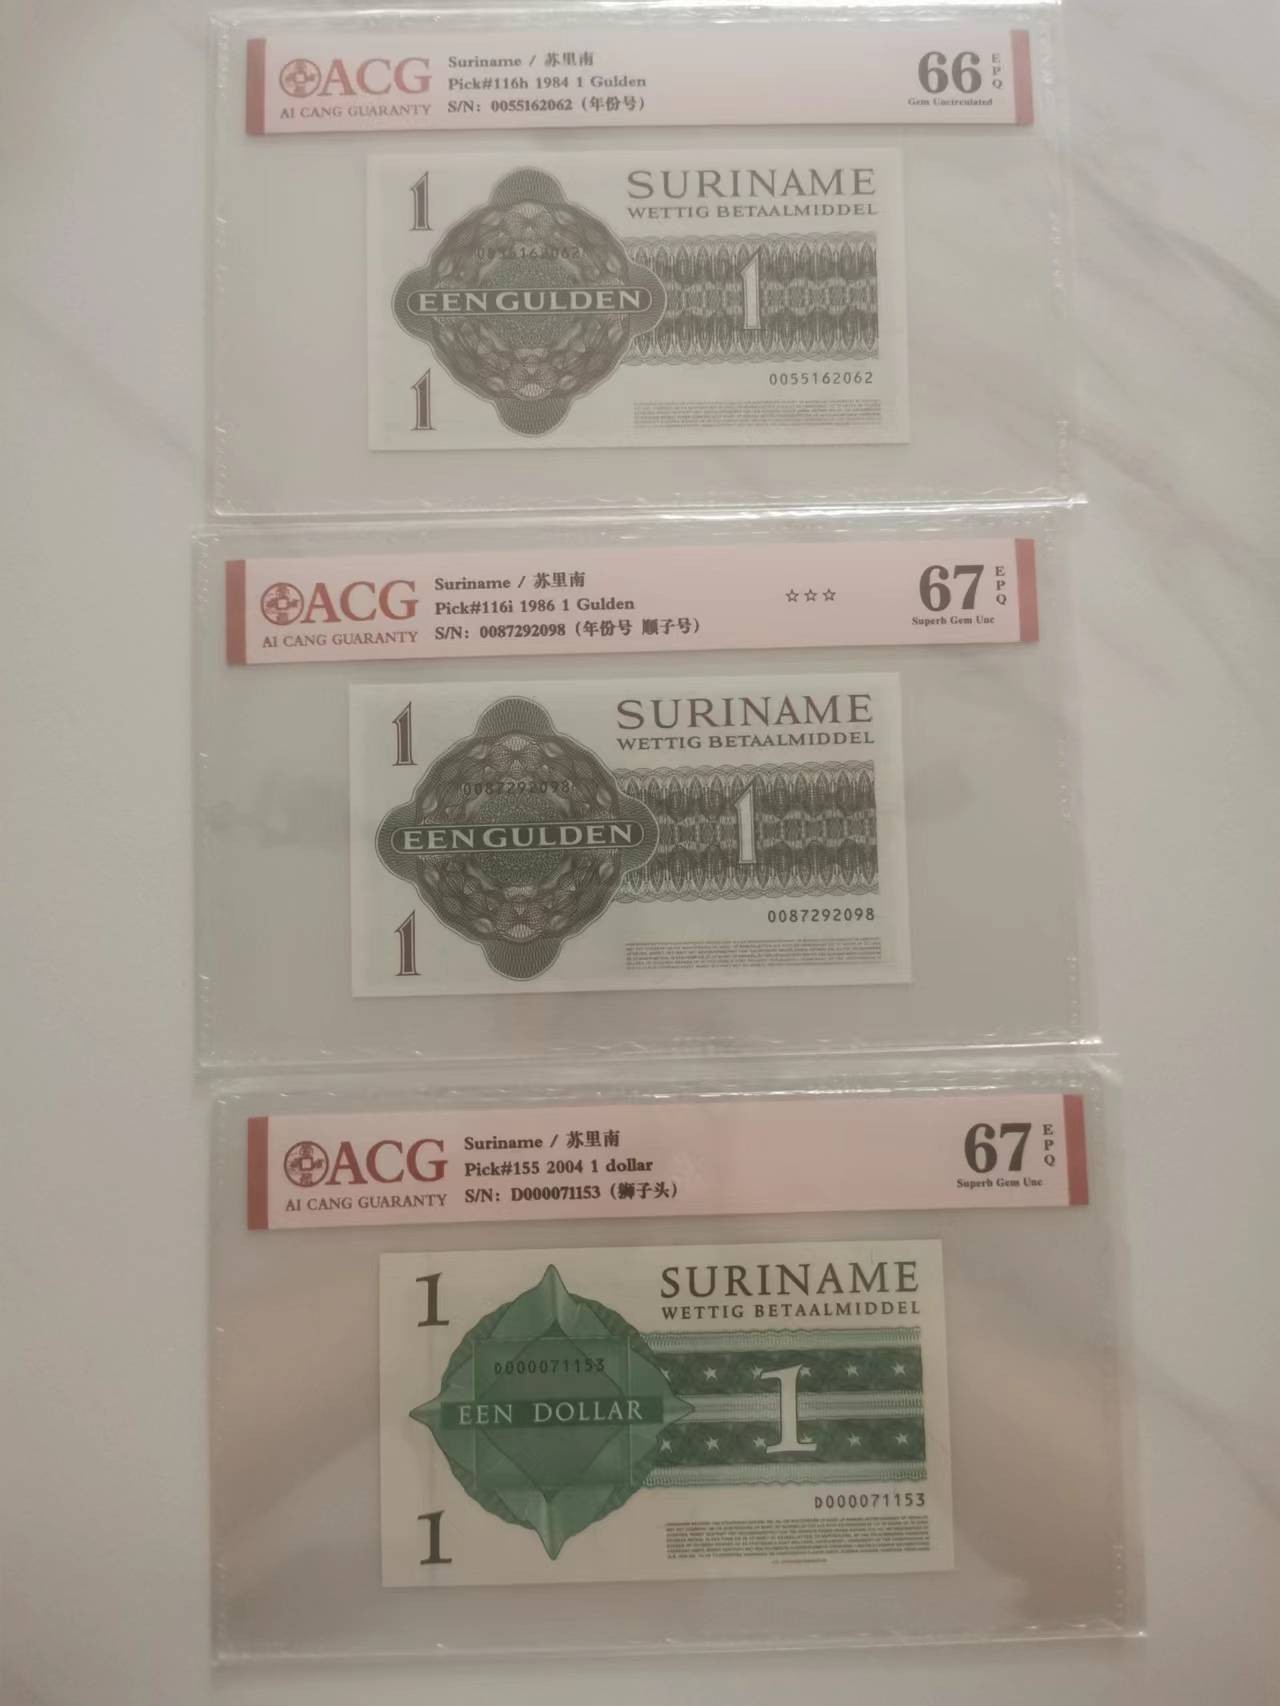 ACG
AI CANG GUARANTY
Suriname / 苏里南
Pick#116h 1984 1 Gulden
S/N: 0055162062 (年份号)
66
EPQ
Gem Uncirculated
1
SURINAME
WETTIG BETAALMIDDEL
0055162062
EEN GULDEN
1
0055162062
1
ACG
AI CANG GUARANTY
Suriname / 苏里南
Pick#116i 1986 1 Gulden
S/N: 0087292098 (年份号 顺子号)
☆☆☆
67
EPQ
Superb Gem Unc
1
SURINAME
WETTIG BETAALMIDDEL
0087292098
EEN GULDEN
1
0087292098
1
ACG
AI CANG GUARANTY
Suriname / 苏里南
Pick#155 2004 1 dollar
S/N: D000071153 (狮子头)
67
EPQ
Superb Gem Unc
1
SURINAME
WETTIG BETAALMIDDEL
D000071153
EEN DOLLAR
1
D000071153
1